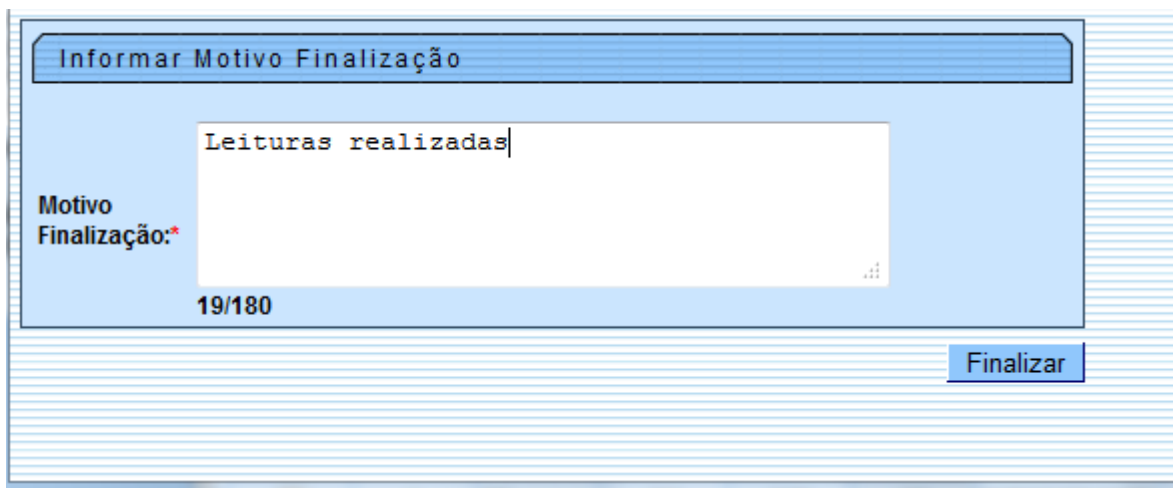 Informar Motivo Finalização
Leituras realizadas
Motivo
Finalização:*
19/180
Finalizar